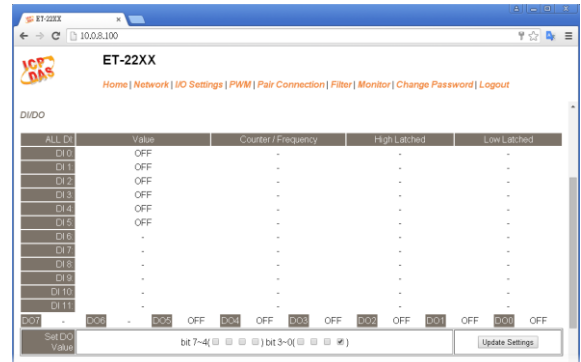 ET-22XX
10.0.8.100
ICP DAS
ET-22XX
Home | Network | I/O Settings | PWM | Pair Connection | Filter | Monitor | Change Password | Logout
DI/DO
ALL DI Value Counter / Frequency High Latched Low Latched
DI 0: OFF - - -
DI 1: OFF - - -
DI 2: OFF - - -
DI 3: OFF - - -
DI 4: OFF - - -
DI 5: OFF - - -
DI 6: - - - -
DI 7: - - - -
DI 8: - - - -
DI 9: - - - -
DI 10: - - - -
DI 11: - - - -
DO7 - DO6 - DO5 OFF DO4 OFF DO3 OFF DO2 OFF DO1 OFF DO0 OFF
Set DO Value bit 7~4( ) bit 3~0( ) Update Settings